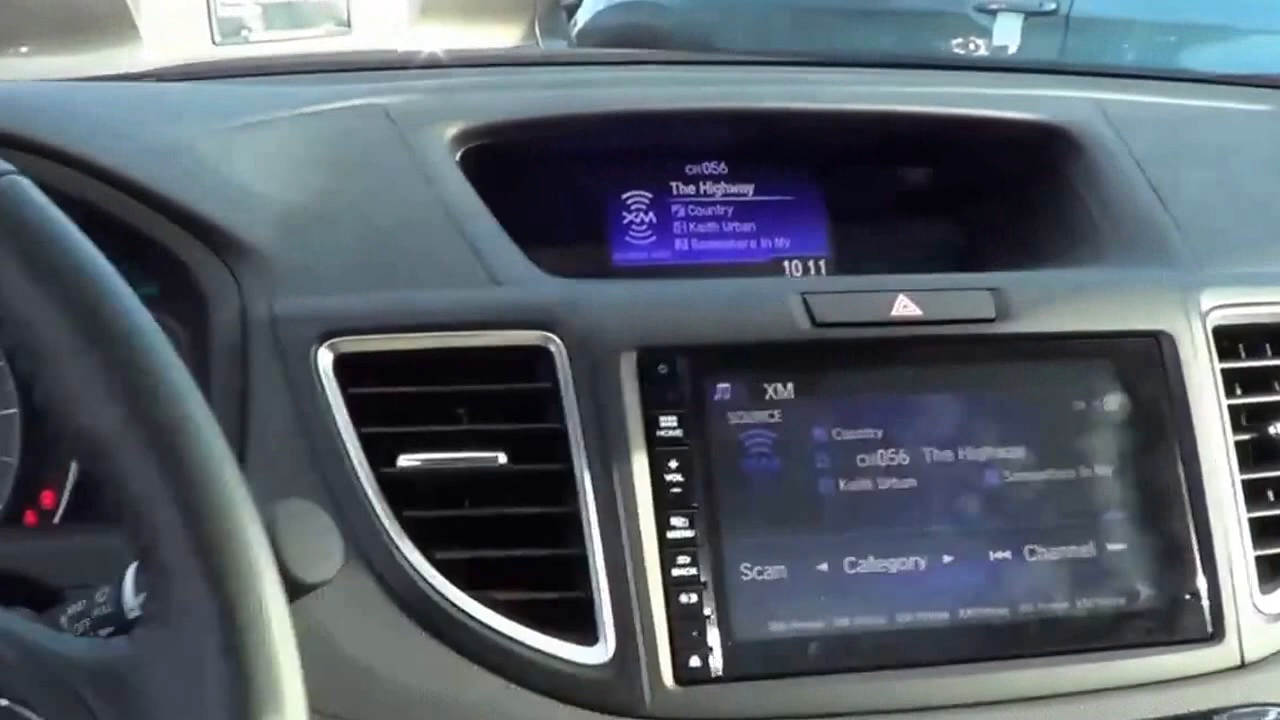 CH056
The Highway
XM
Country
Keith Urban
Somewhere In My
10:11
XM
SOURCE
HOME
Country
CH056 The Highway
VOL
Keith Urban
Somewhere In My
MENU
BACK
Scan
Category
Channel